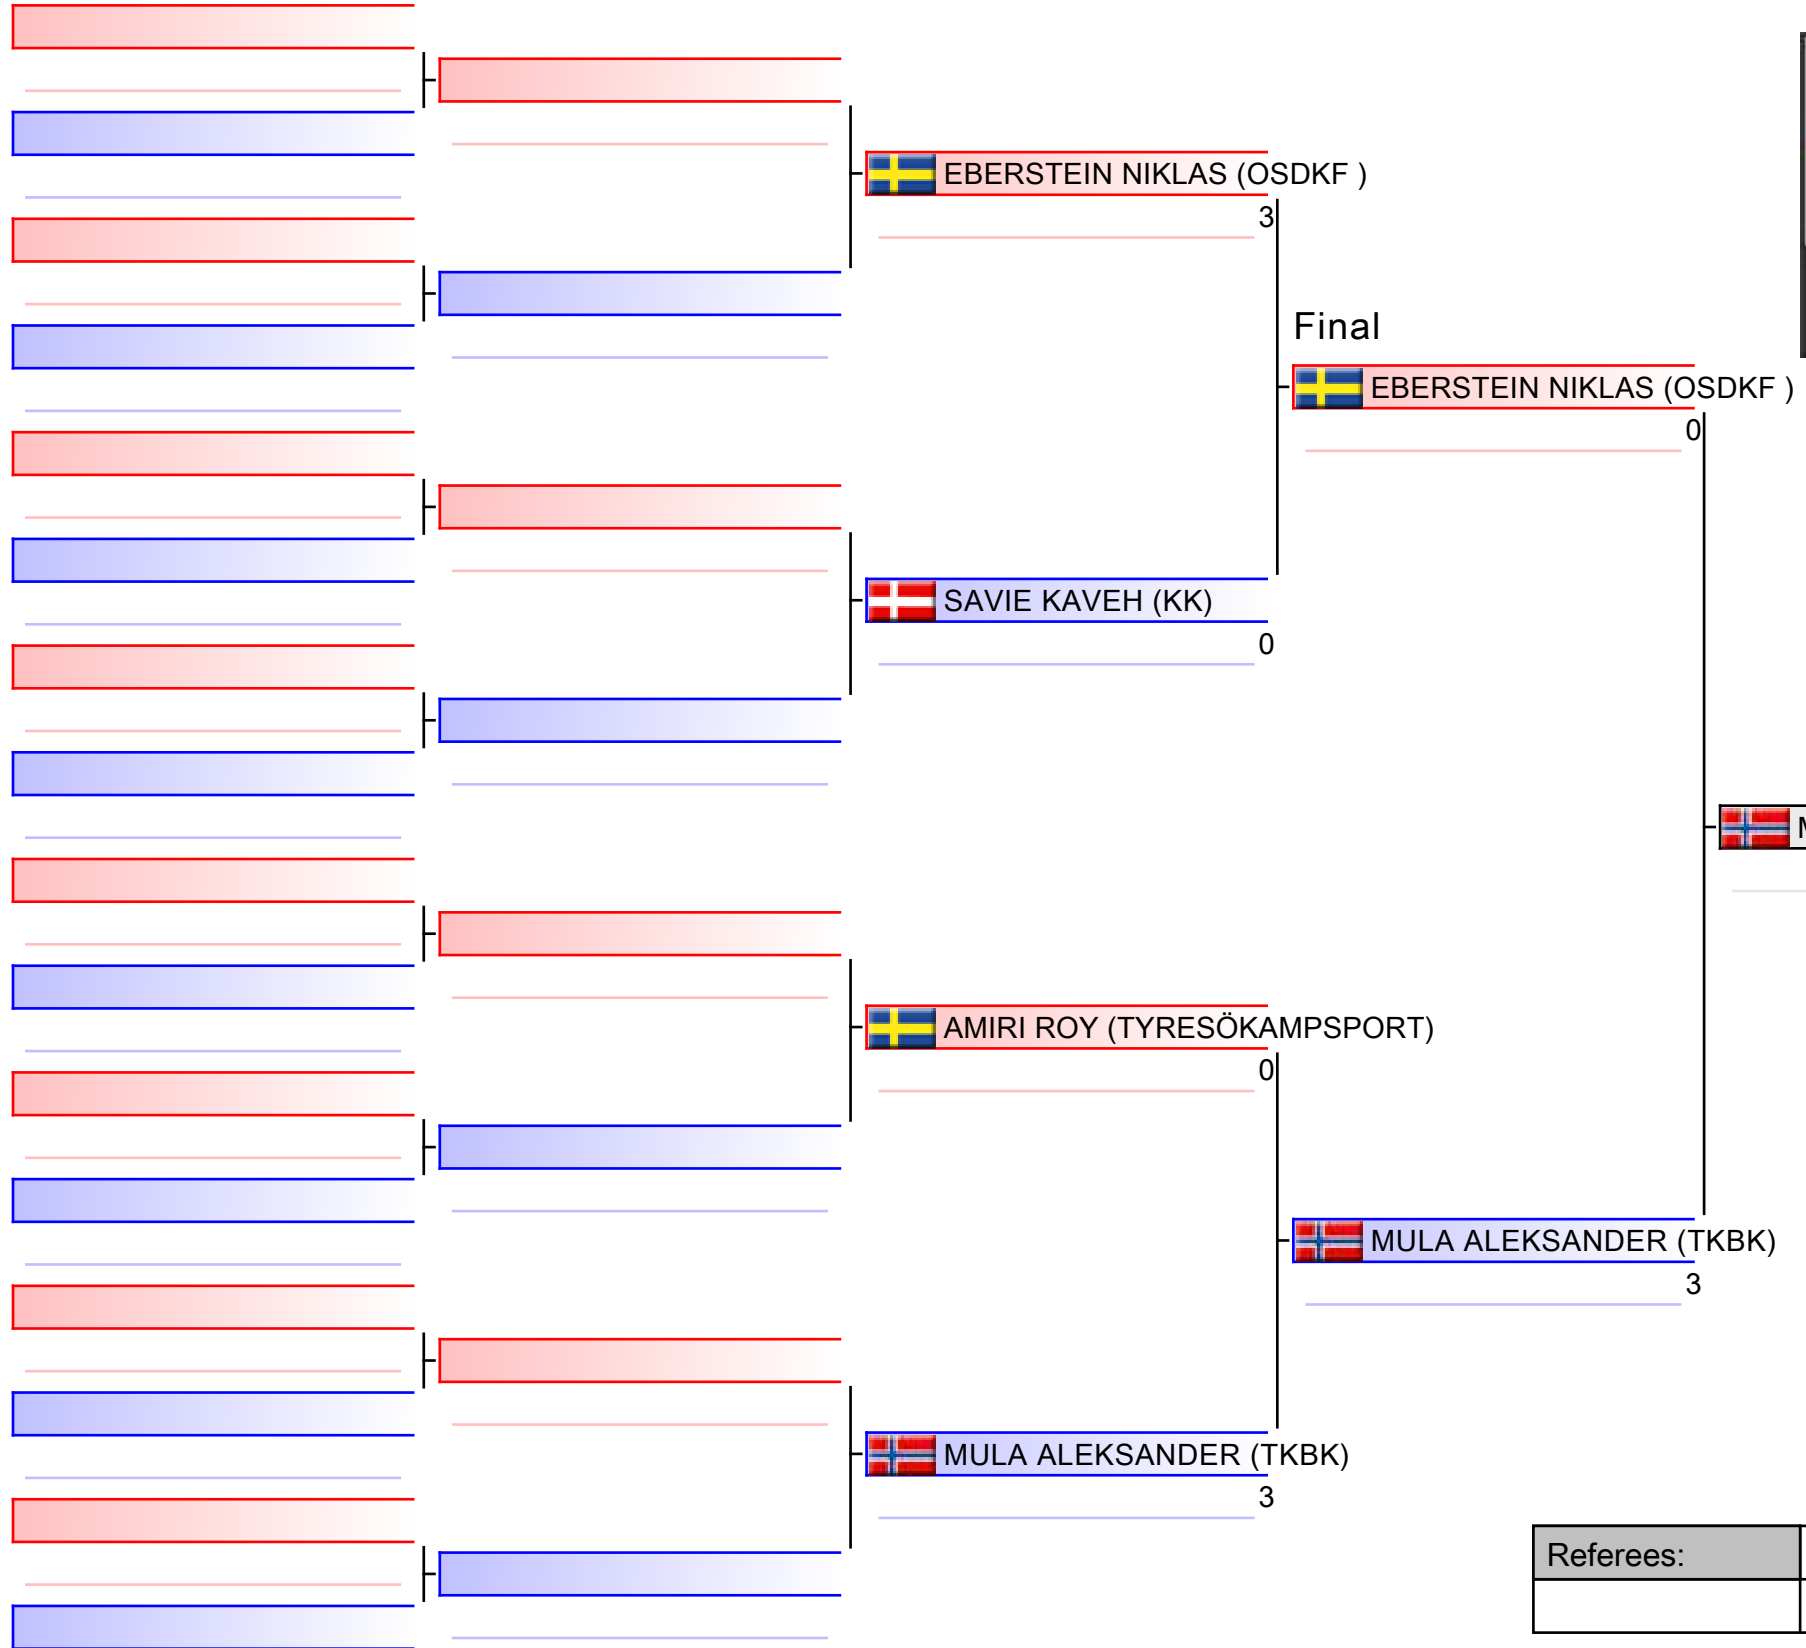 EBERSTEIN NIKLAS (OSDKF )
3
Final
EBERSTEIN NIKLAS (OSDKF )
0
SAVIE KAVEH (KK)
0
AMIRI ROY (TYRESÖKAMPSPORT)
0
MULA ALEKSANDER (TKBK)
3
MULA ALEKSANDER (TKBK)
3
Referees: